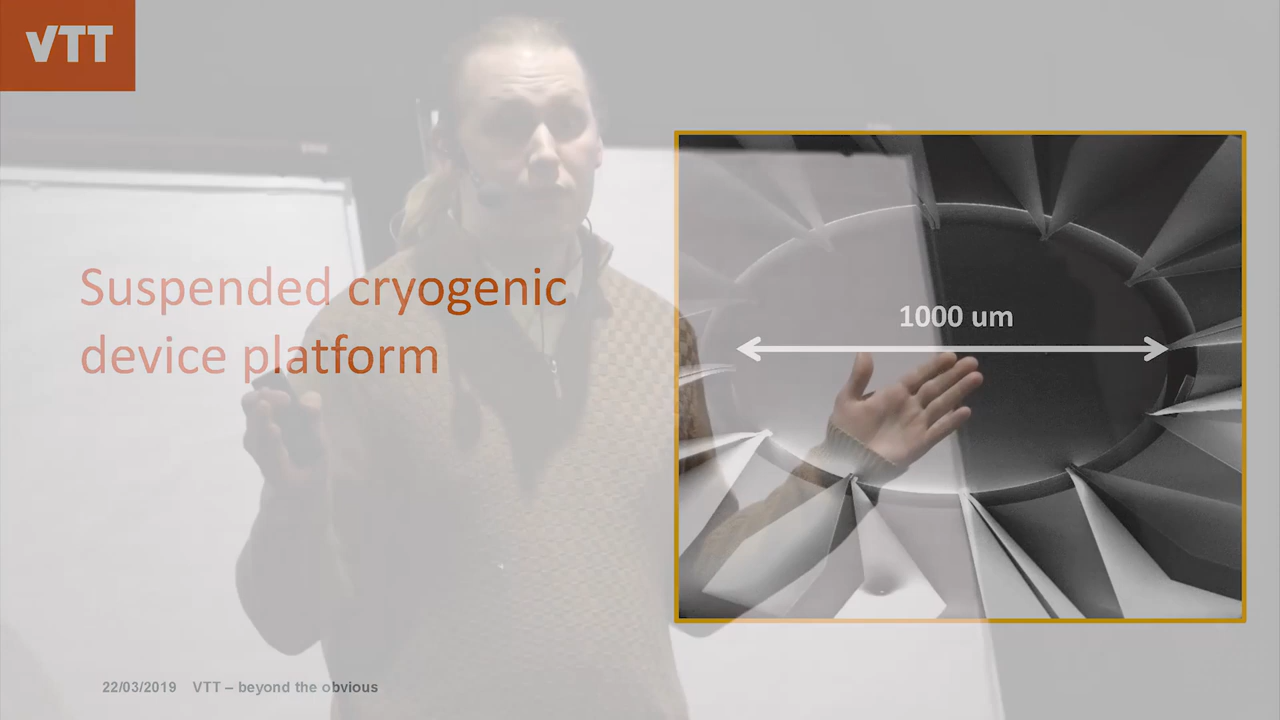 VTT
Suspended cryogenic
device platform
1000 um
22/03/2019 VTT – beyond the obvious